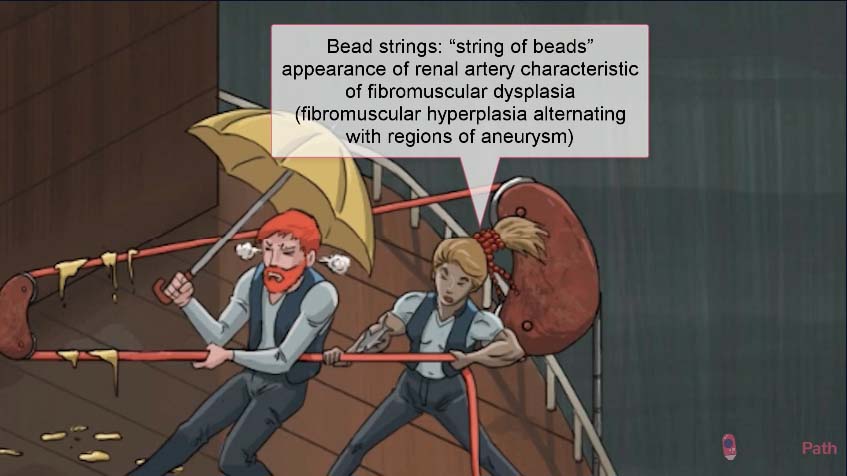 Bead strings: “string of beads”
appearance of renal artery characteristic
of fibromuscular dysplasia
(fibromuscular hyperplasia alternating
with regions of aneurysm)
Path